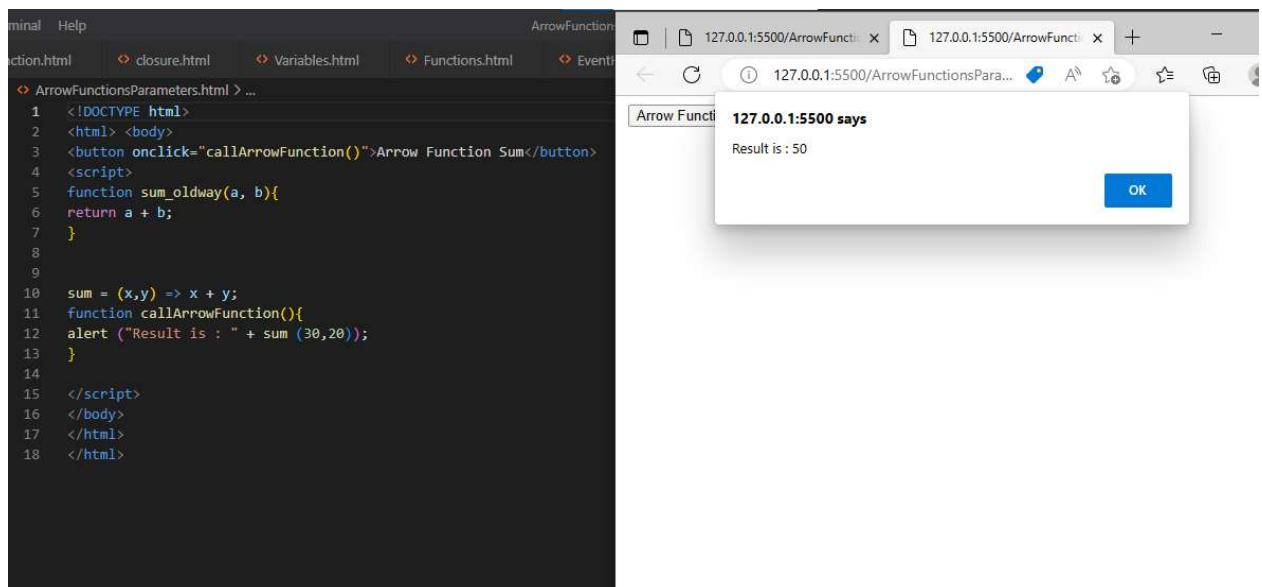 minal Help ArrowFunction
ction.html closure.html Variables.html Functions.html Event
ArrowFunctionsParameters.html > ...
1 <!DOCTYPE html>
2 <html> <body>
3 <button onclick="callArrowFunction()">Arrow Function Sum</button>
4 <script>
5 function sum_oldway(a, b){
6 return a + b;
7 }
8
9
10 sum = (x,y) => x + y;
11 function callArrowFunction(){
12 alert ("Result is : " + sum (30,20));
13 }
14
15 </script>
16 </body>
17 </html>
18 </html>
127.0.0.1:5500/ArrowFuncti 127.0.0.1:5500/ArrowFuncti
127.0.0.1:5500/ArrowFunctionsPara...
Arrow Functi
127.0.0.1:5500 says
Result is : 50
OK